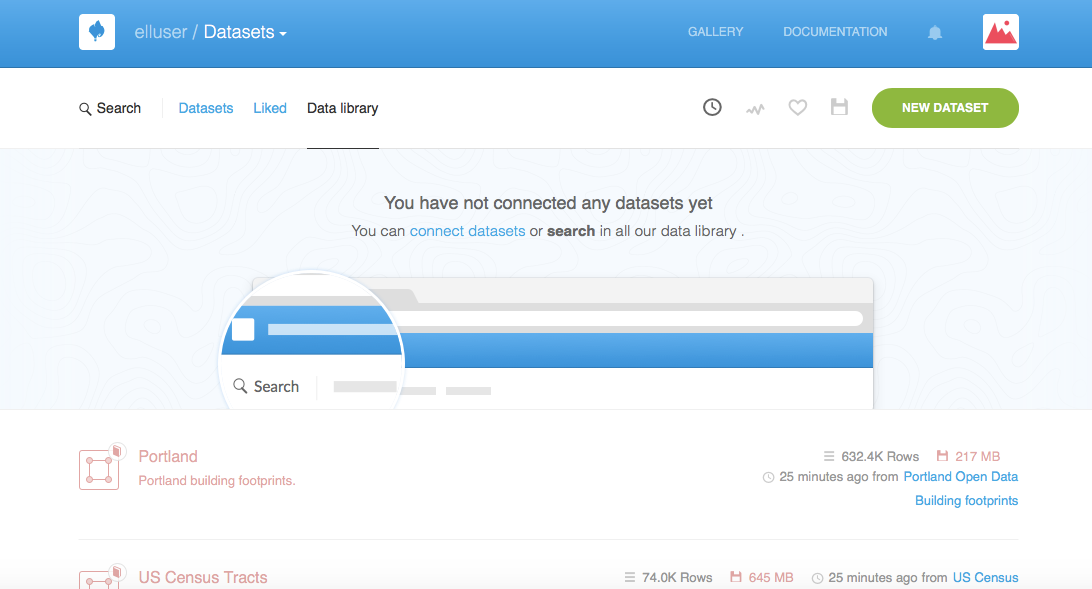 elluser / Datasets
GALLERY
DOCUMENTATION
Search
Datasets
Liked
Data library
NEW DATASET
You have not connected any datasets yet
You can connect datasets or search in all our data library .
Search
Portland
632.4K Rows
217 MB
Portland building footprints.
25 minutes ago from Portland Open Data
Building footprints
US Census Tracts
74.0K Rows
645 MB
25 minutes ago from US Census